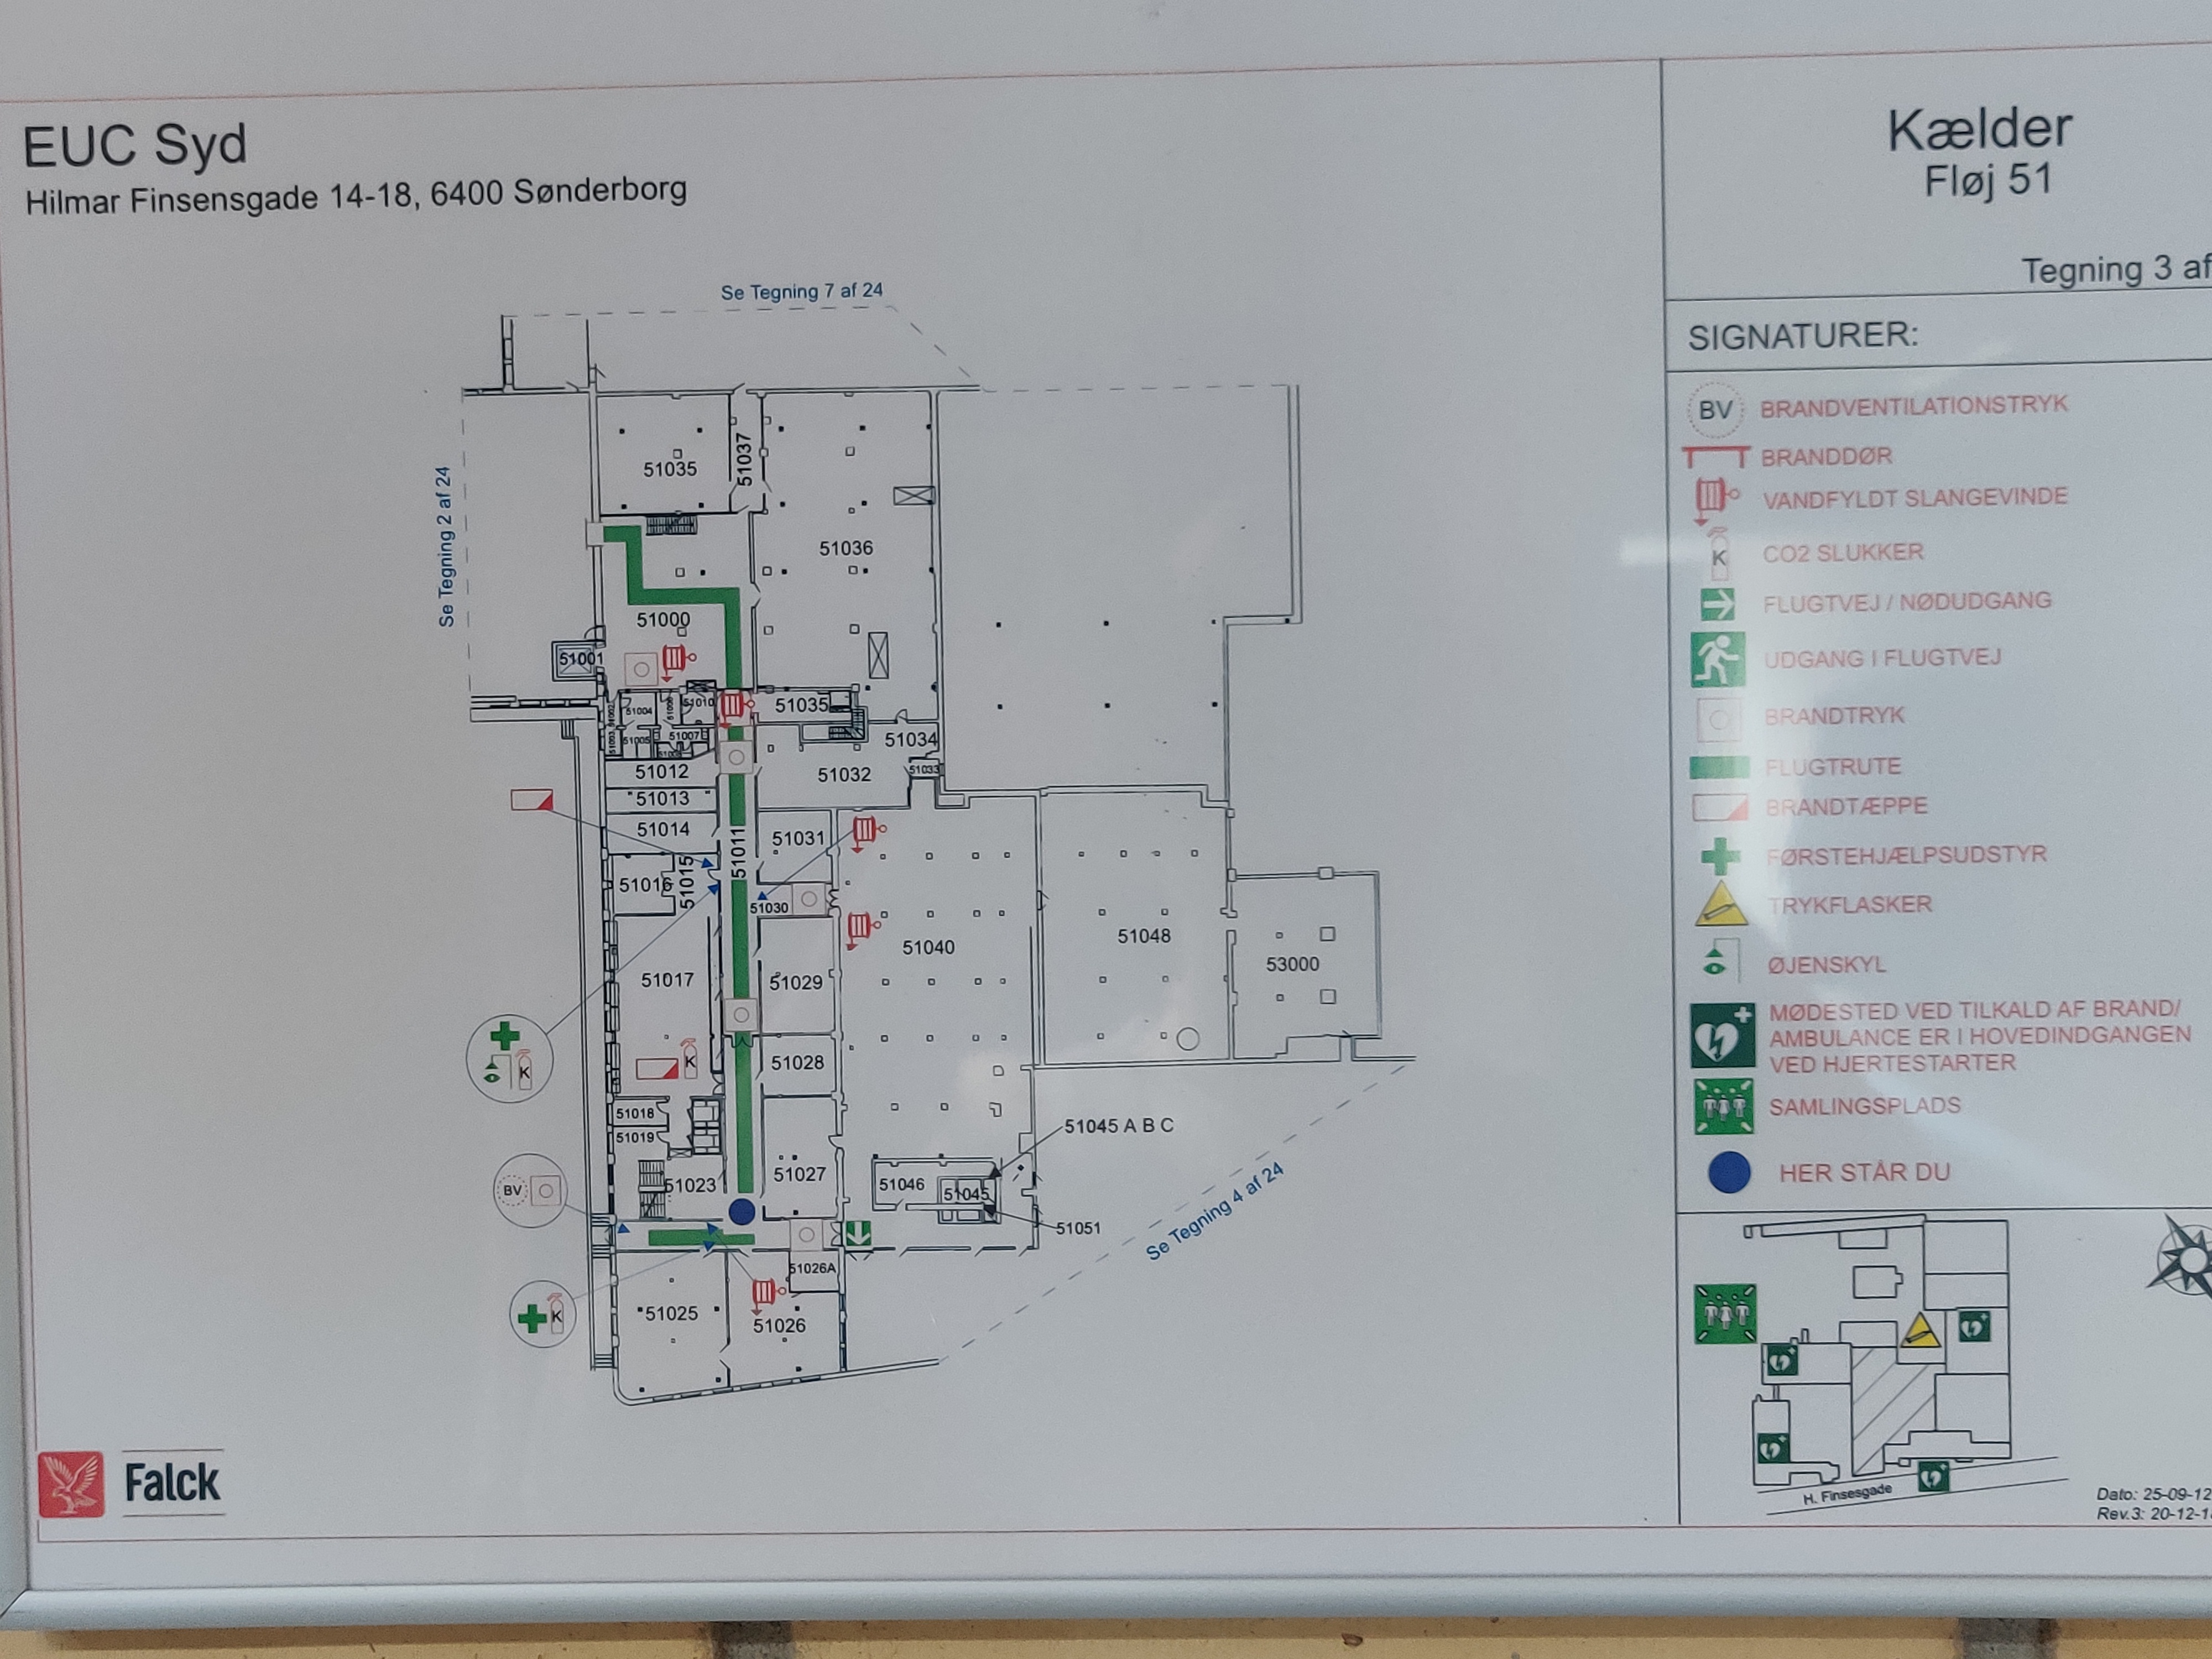 EUC Syd
Hilmar Finsensgade 14-18, 6400 Sønderborg
Kælder
Fløj 51
Tegning 3 af
SIGNATURER:
BV BRANDVENTILATIONSTRYK
BRANDDØR
VANDFYLDT SLANGEVINDE
K CO2 SLUKKER
FLUGTVEJ / NØDUDGANG
UDGANG I FLUGTVEJ
BRANDTRYK
FLUGTRUTE
BRANDTÆPPE
FØRSTEHJÆLPSUDSTYR
TRYKFLASKER
ØJENSKYL
MØDESTED VED TILKALD AF BRAND/
AMBULANCE ER I HOVEDINDGANGEN
VED HJERTESTARTER
SAMLINGSPLADS
HER STÅR DU
H. Finsesgade
Dato: 25-09-12
Rev.3: 20-12-1
Se Tegning 7 af 24
Se Tegning 2 af 24
51035
51037
51036
51000
51001
51004
51010
51035
51005
51007
51034
51012
51032
51033
51013
51014
51011
51031
51016
51015
51030
51040
51048
51017
51029
53000
K
K
51028
51018
51045 A B C
51019
51027
51023
51046
51045
BV
51051
Se Tegning 4 af 24
51026A
K
51025
51026
Falck